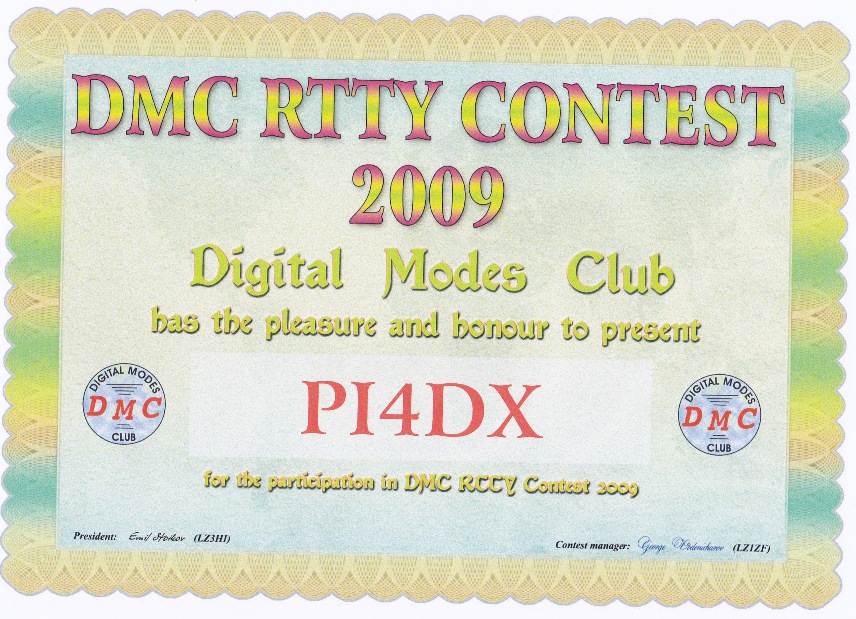 DMC RTTY CONTEST
2009
Digital Modes Club
has the pleasure and honour to present
DIGITAL MODES
DMC
CLUB
PI4DX
DIGITAL MODES
DMC
CLUB
for the participation in DMC RTTY Contest 2009
President: Emil (LZ3HI)
Contest manager: George (LZ1ZF)